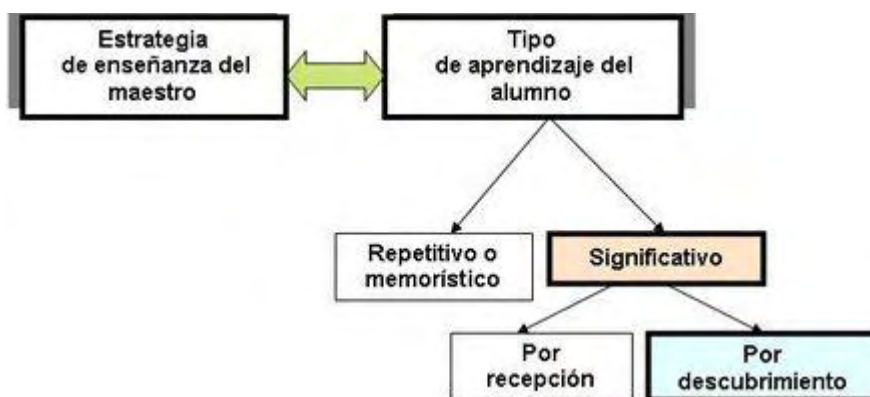 Estrategia
de enseñanza del
maestro
Tipo
de aprendizaje del
alumno
Repetitivo o
memorístico
Significativo
Por
recepción
Por
descubrimiento